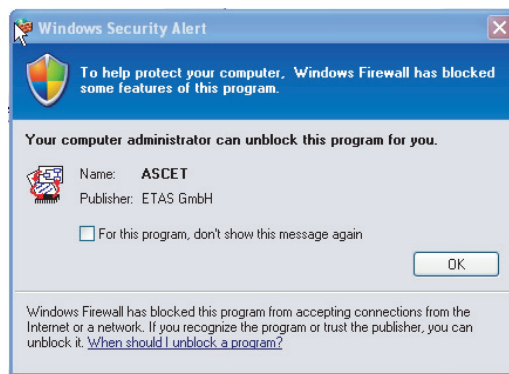 Windows Security Alert
To help protect your computer, Windows Firewall has blocked
some features of this program.
Your computer administrator can unblock this program for you.
Name: ASCET
Publisher: ETAS GmbH
For this program, don't show this message again
OK
Windows Firewall has blocked this program from accepting connections from the
Internet or a network. If you recognize the program or trust the publisher, you can
unblock it. When should I unblock a program?